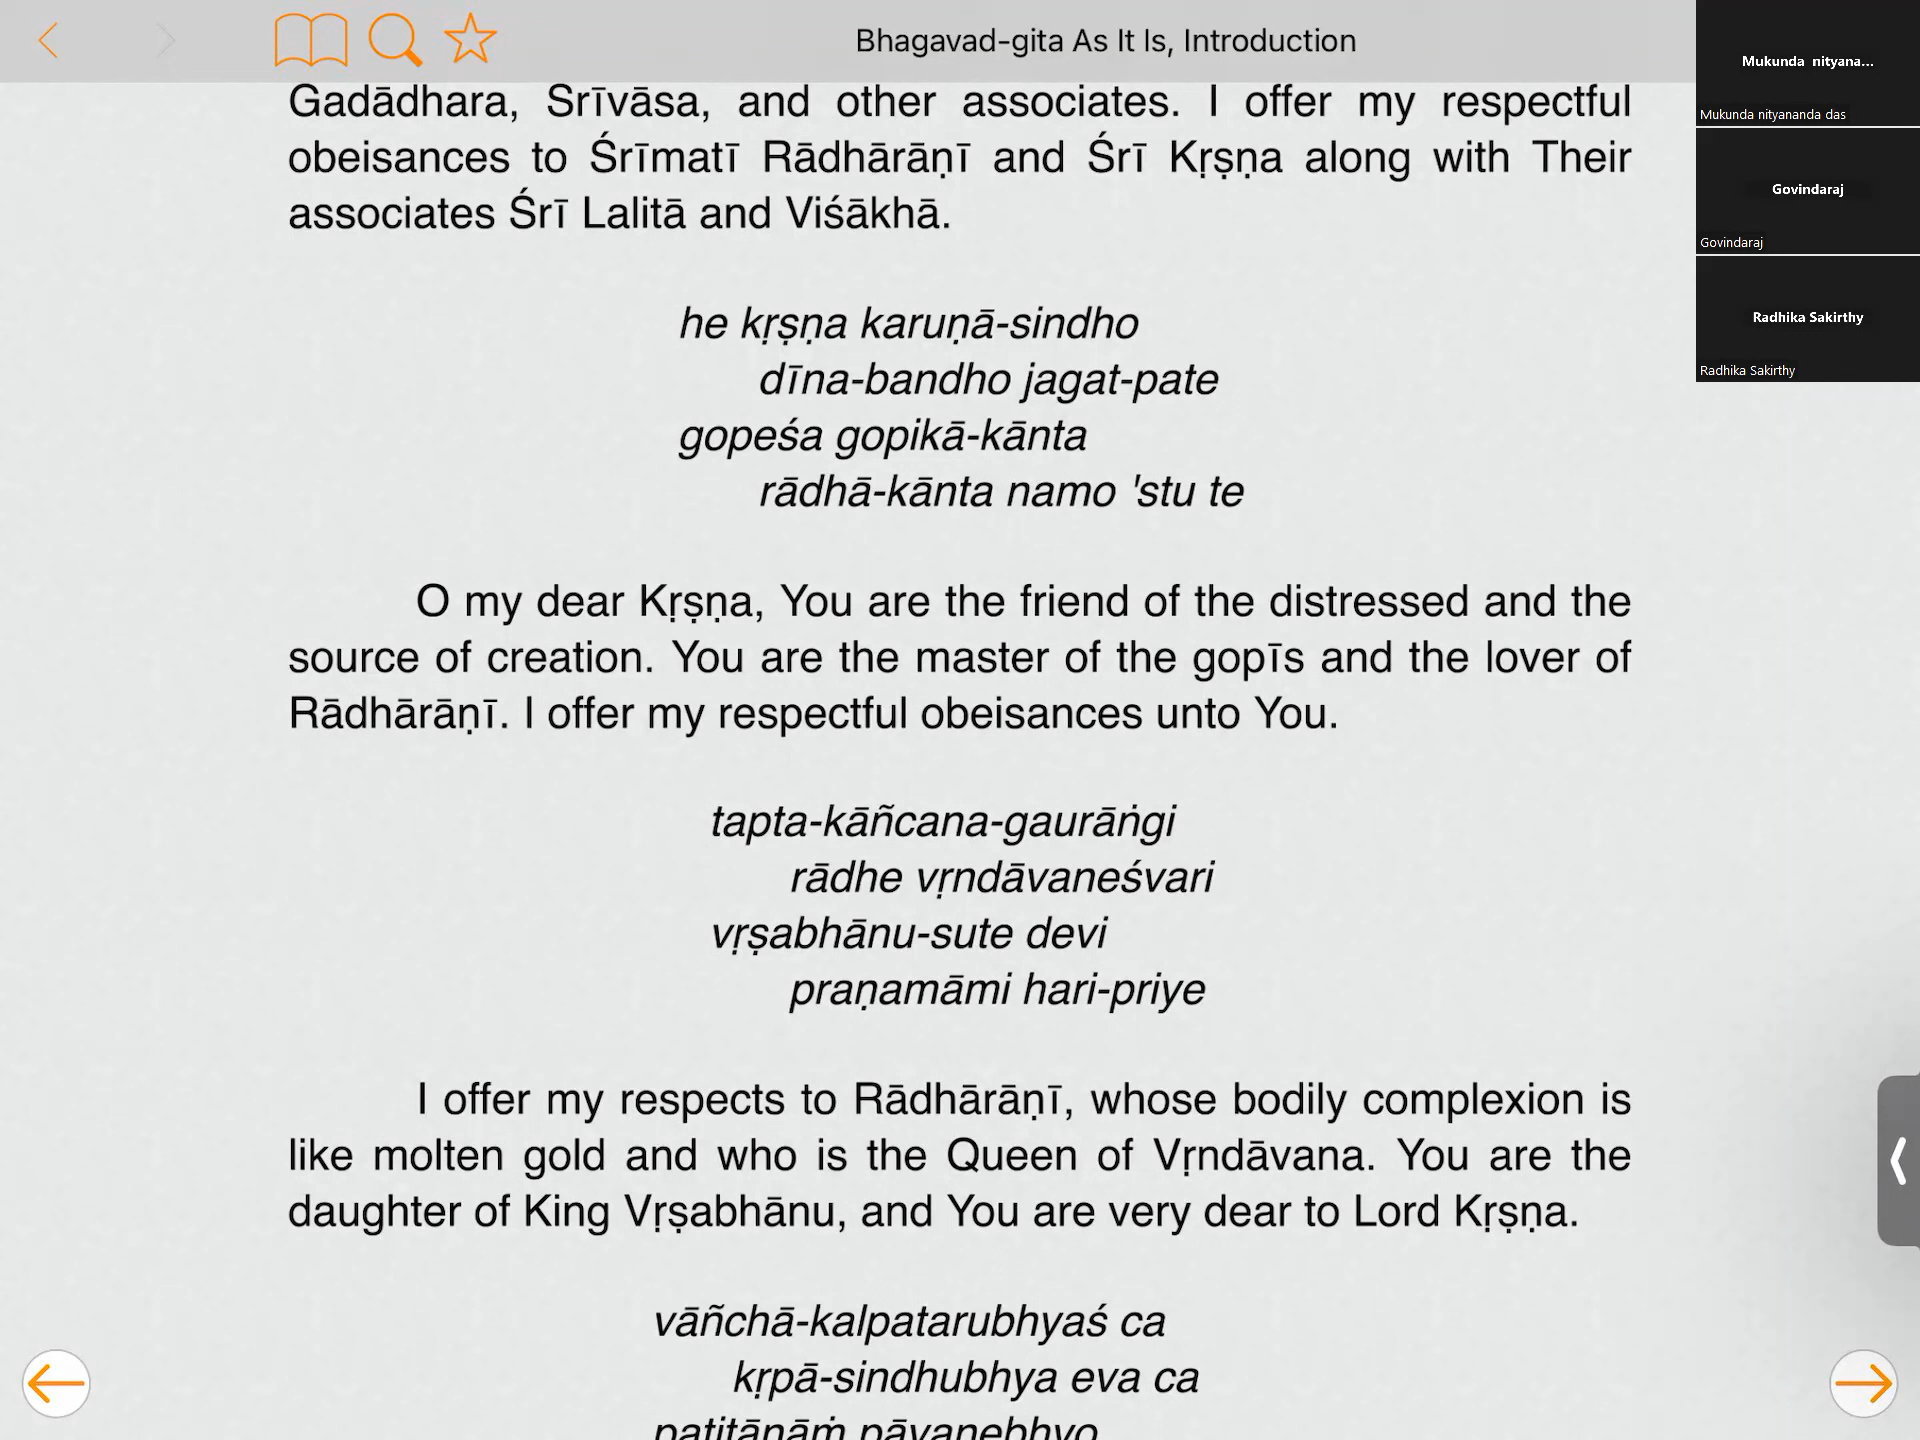 Bhagavad-gita As It Is, Introduction
Gadādhara, Śrīvāsa, and other associates. I offer my respectful
obeisances to Śrīmatī Rādhārāṇī and Śrī Kṛṣṇa along with Their
associates Śrī Lalitā and Viśākhā.
he kṛṣṇa karuṇā-sindho
dīna-bandho jagat-pate
gopeśa gopikā-kānta
rādhā-kānta namo 'stu te
O my dear Kṛṣṇa, You are the friend of the distressed and the
source of creation. You are the master of the gopīs and the lover of
Rādhārāṇī. I offer my respectful obeisances unto You.
tapta-kāñcana-gaurāṅgi
rādhe vṛndāvaneśvari
vṛṣabhānu-sute devi
praṇamāmi hari-priye
I offer my respects to Rādhārāṇī, whose bodily complexion is
like molten gold and who is the Queen of Vṛndāvana. You are the
daughter of King Vṛṣabhānu, and You are very dear to Lord Kṛṣṇa.
vāñchā-kalpatarubhyaś ca
kṛpā-sindhubhya eva ca
patitānāṁ pāvanebhyo
Mukunda nityana...
Mukunda nityananda das
Govindaraj
Govindaraj
Radhika Sakirthy
Radhika Sakirthy